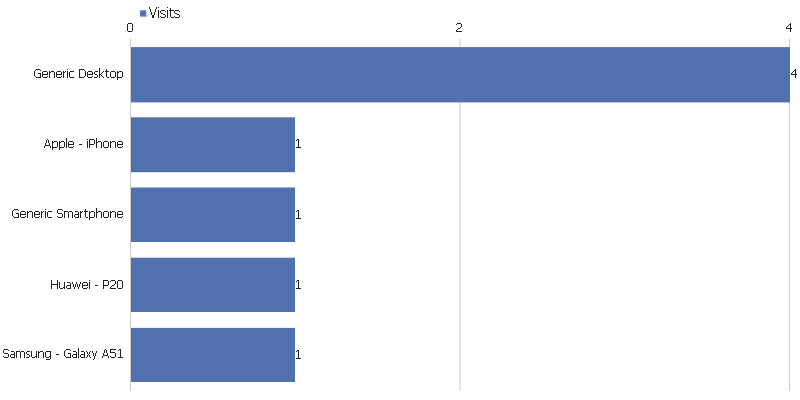 Visits
0 2 4
Generic Desktop 4
Apple - iPhone 1
Generic Smartphone 1
Huawei - P20 1
Samsung - Galaxy A51 1